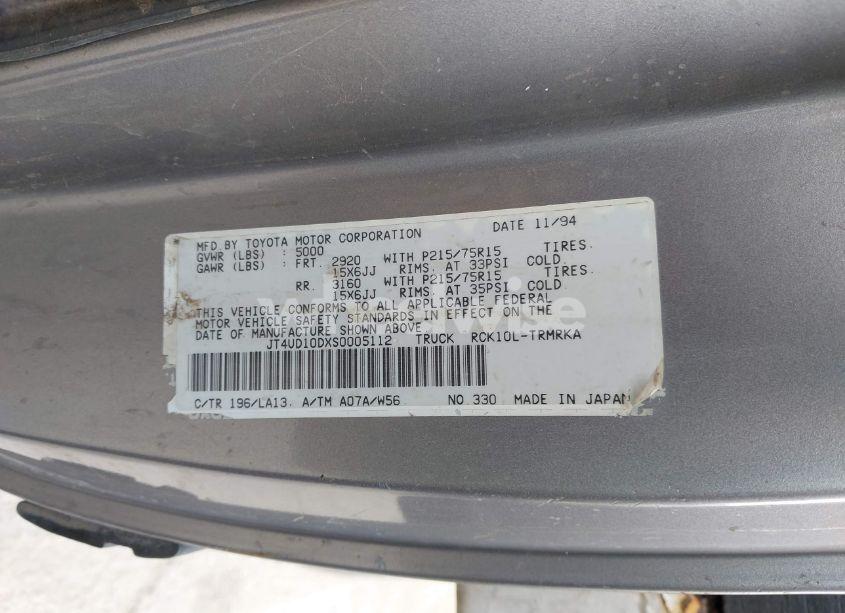 MFD.BY TOYOTA MOTOR CORPORATION DATE 11/94
GVWR (LBS) : 5000
GAWR (LBS) : FRT. 2920 WITH P215/75R15 TIRES.
15X6JJ RIMS. AT 33PSI COLD.
RR. 3160 WITH P215/75R15 TIRES.
15X6JJ RIMS. AT 35PSI COLD.
THIS VEHICLE CONFORMS TO ALL APPLICABLE FEDERAL
MOTOR VEHICLE SAFETY STANDARDS IN EFFECT ON THE
DATE OF MANUFACTURE SHOWN ABOVE.
JT4UD10DXS0005112 TRUCK RCK10L-TRMRKA
C/TR 196/LA13. A/TM A07A/W56 NO.330 MADE IN JAPAN